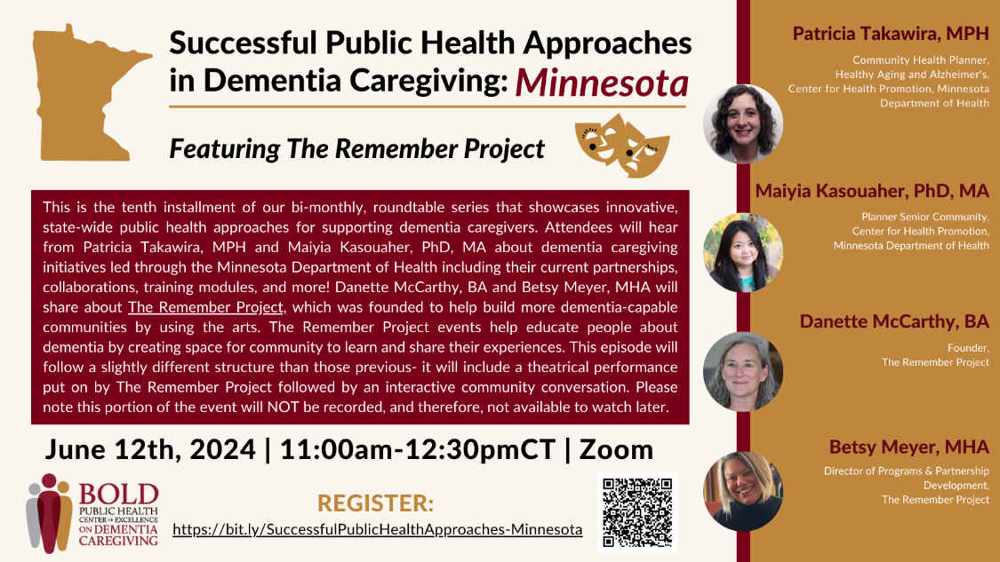 Successful Public Health Approaches
in Dementia Caregiving: Minnesota
Featuring The Remember Project
This is the tenth installment of our bi-monthly, roundtable series that showcases innovative,
state-wide public health approaches for supporting dementia caregivers. Attendees will hear
from Patricia Takawira, MPH and Maiyia Kasouaher, PhD, MA about dementia caregiving
initiatives led through the Minnesota Department of Health including their current partnerships,
collaborations, training modules, and more! Danette McCarthy, BA and Betsy Meyer, MHA will
share about The Remember Project, which was founded to help build more dementia-capable
communities by using the arts. The Remember Project events help educate people about
dementia by creating space for community to learn and share their experiences. This episode will
follow a slightly different structure than those previous- it will include a theatrical performance
put on by The Remember Project followed by an interactive community conversation. Please
note this portion of the event will NOT be recorded, and therefore, not available to watch later.
June 12th, 2024 | 11:00am-12:30pmCT | Zoom
BOLD
PUBLIC HEALTH
CENTER OF EXCELLENCE
ON DEMENTIA
CAREGIVING
REGISTER:
https://bit.ly/SuccessfulPublicHealthApproaches-Minnesota
Patricia Takawira, MPH
Community Health Planner,
Healthy Aging and Alzheimer's,
Center for Health Promotion, Minnesota
Department of Health
Maiyia Kasouaher, PhD, MA
Planner Senior Community,
Center for Health Promotion,
Minnesota Department of Health
Danette McCarthy, BA
Founder,
The Remember Project
Betsy Meyer, MHA
Director of Programs & Partnership
Development,
The Remember Project